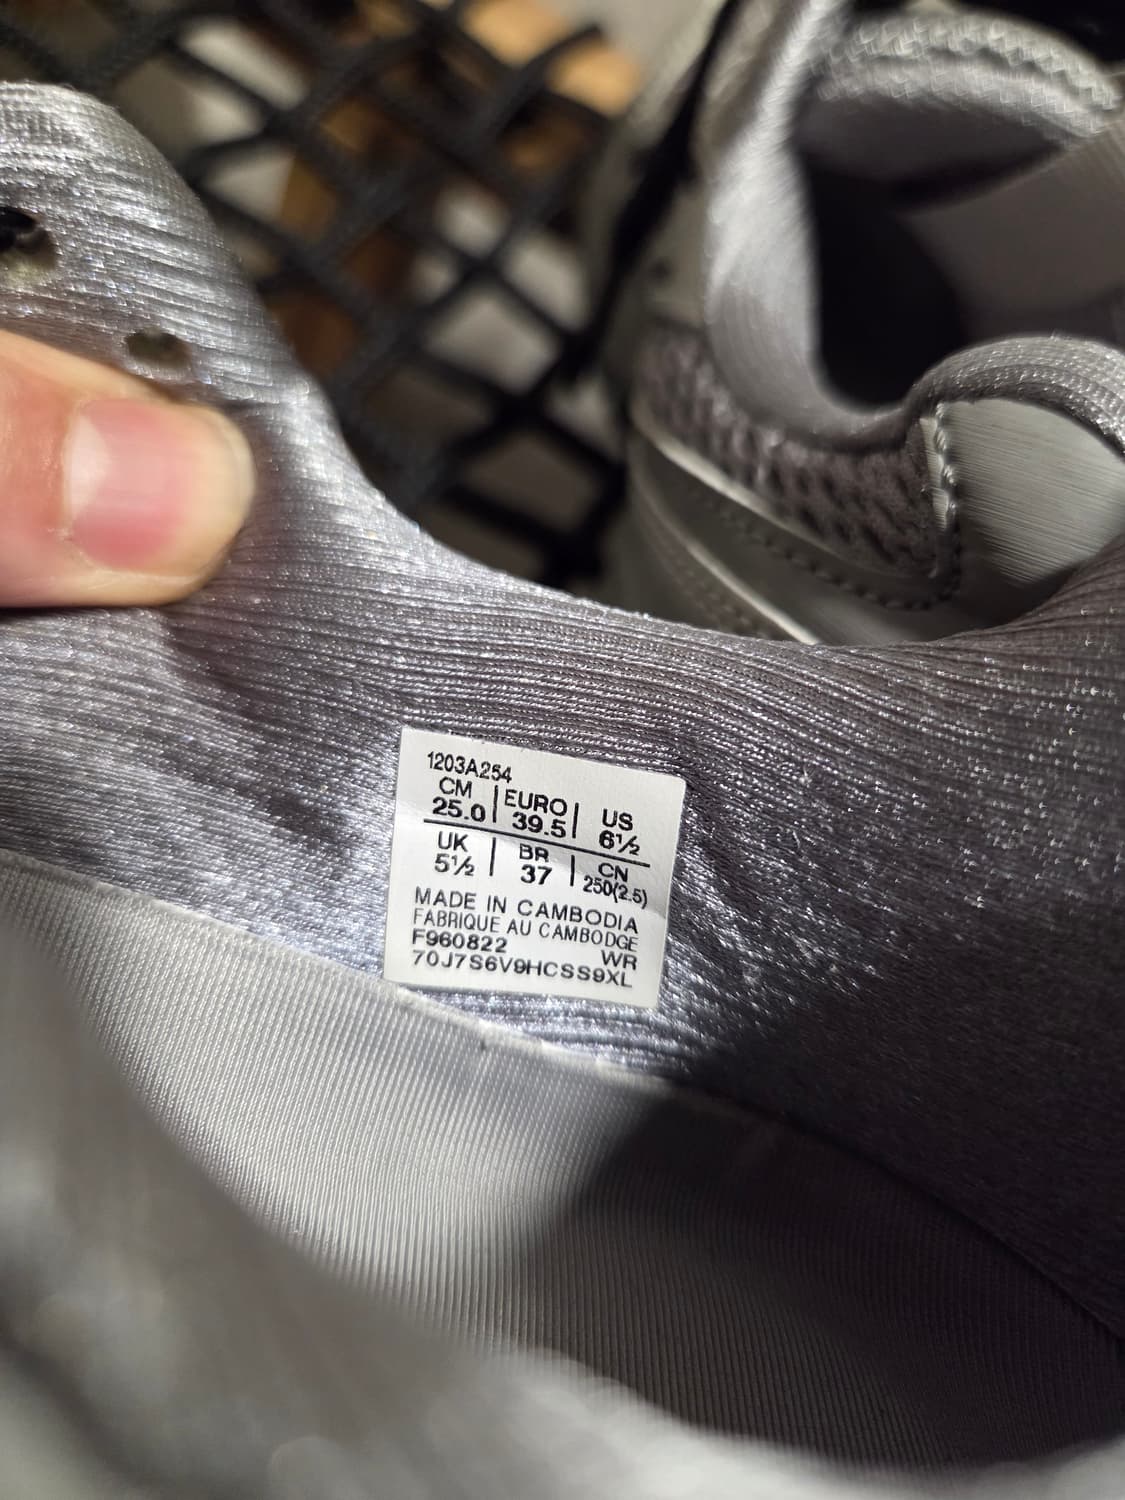 1203A254
CM | EURO | US
25.0 | 39.5 | 6½
UK | BR | CN
5½ | 37 | 250(2.5)
MADE IN CAMBODIA
FABRIQUE AU CAMBODGE
F960822 WR
70J7S6V9HCSS9XL